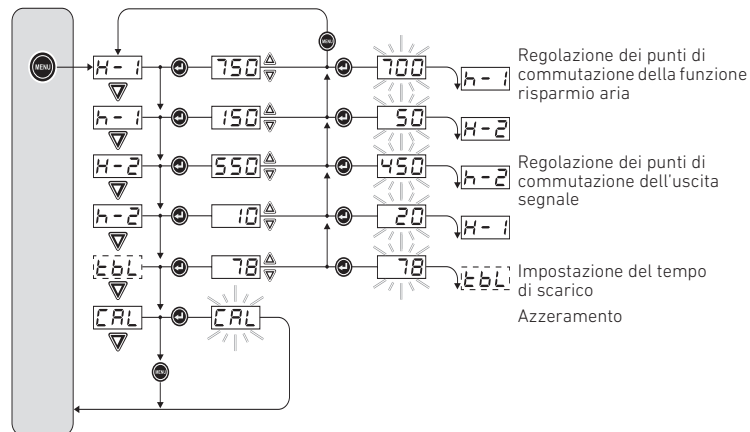 MENU
MENU
H-1
750
700
h-1
Regolazione dei punti di
commutazione della funzione
risparmio aria
h-1
150
50
H-2
H-2
550
450
h-2
Regolazione dei punti di
commutazione dell'uscita
segnale
h-2
10
20
H-1
tbL
78
78
tbL
Impostazione del tempo
di scarico
CAL
CAL
Azzeramento
MENU